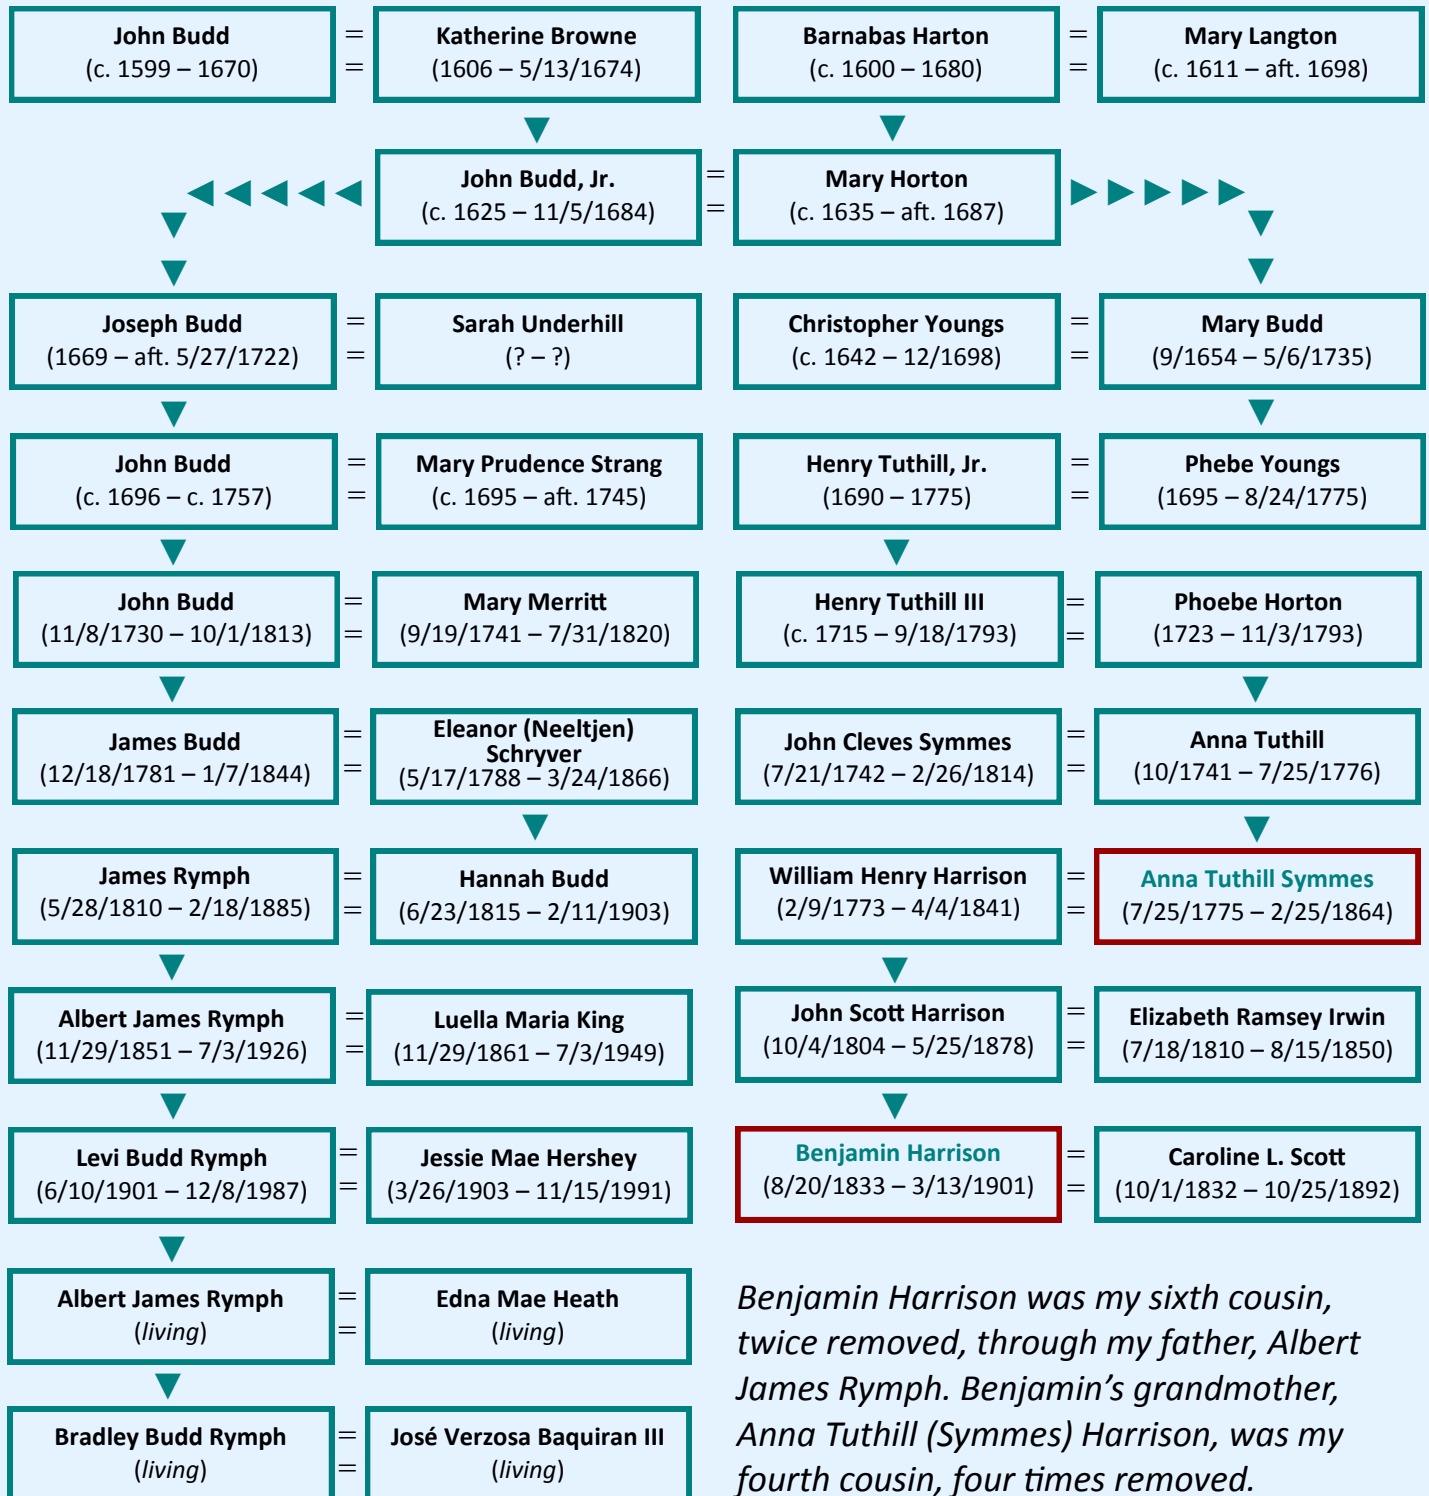 John Budd
(c. 1599 – 1670)
=
=
Katherine Browne
(1606 – 5/13/1674)
Barnabas Harton
(c. 1600 – 1680)
=
=
Mary Langton
(c. 1611 – aft. 1698)
John Budd, Jr.
(c. 1625 – 11/5/1684)
=
=
Mary Horton
(c. 1635 – aft. 1687)
Joseph Budd
(1669 – aft. 5/27/1722)
=
=
Sarah Underhill
(? – ?)
Christopher Youngs
(c. 1642 – 12/1698)
=
=
Mary Budd
(9/1654 – 5/6/1735)
John Budd
(c. 1696 – c. 1757)
=
=
Mary Prudence Strang
(c. 1695 – aft. 1745)
Henry Tuthill, Jr.
(1690 – 1775)
=
=
Phebe Youngs
(1695 – 8/24/1775)
John Budd
(11/8/1730 – 10/1/1813)
=
=
Mary Merritt
(9/19/1741 – 7/31/1820)
Henry Tuthill III
(c. 1715 – 9/18/1793)
=
=
Phoebe Horton
(1723 – 11/3/1793)
James Budd
(12/18/1781 – 1/7/1844)
=
=
Eleanor (Neeltjen)
Schryver
(5/17/1788 – 3/24/1866)
John Cleves Symmes
(7/21/1742 – 2/26/1814)
=
=
Anna Tuthill
(10/1741 – 7/25/1776)
James Rymph
(5/28/1810 – 2/18/1885)
=
=
Hannah Budd
(6/23/1815 – 2/11/1903)
William Henry Harrison
(2/9/1773 – 4/4/1841)
=
=
Anna Tuthill Symmes
(7/25/1775 – 2/25/1864)
Albert James Rymph
(11/29/1851 – 7/3/1926)
=
=
Luella Maria King
(11/29/1861 – 7/3/1949)
John Scott Harrison
(10/4/1804 – 5/25/1878)
=
=
Elizabeth Ramsey Irwin
(7/18/1810 – 8/15/1850)
Levi Budd Rymph
(6/10/1901 – 12/8/1987)
=
=
Jessie Mae Hershey
(3/26/1903 – 11/15/1991)
Benjamin Harrison
(8/20/1833 – 3/13/1901)
=
=
Caroline L. Scott
(10/1/1832 – 10/25/1892)
Albert James Rymph
(living)
=
=
Edna Mae Heath
(living)
Bradley Budd Rymph
(living)
=
=
José Verzosa Baquiran III
(living)
Benjamin Harrison was my sixth cousin,
twice removed, through my father, Albert
James Rymph. Benjamin’s grandmother,
Anna Tuthill (Symmes) Harrison, was my
fourth cousin, four times removed.